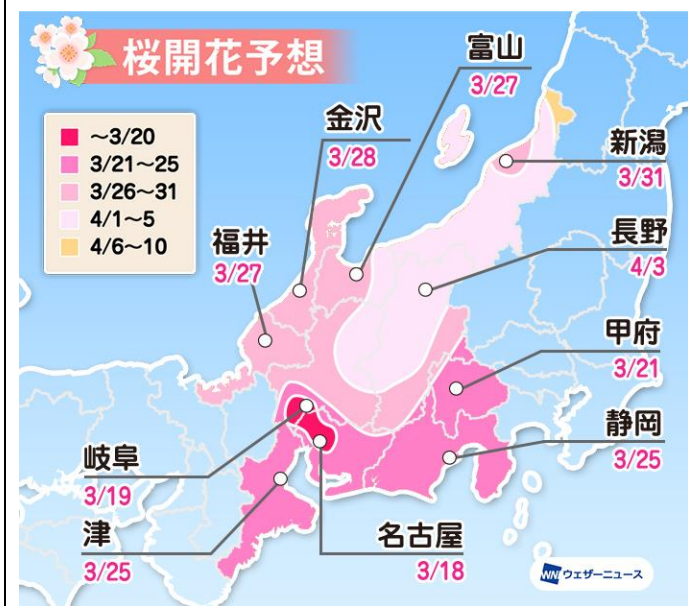 桜開花予想
~3/20
3/21~25
3/26~31
4/1~5
4/6~10
富山
3/27
金沢
3/28
新潟
3/31
福井
3/27
長野
4/3
甲府
3/21
静岡
3/25
岐阜
3/19
津
3/25
名古屋
3/18
WNI ウェザーニュース